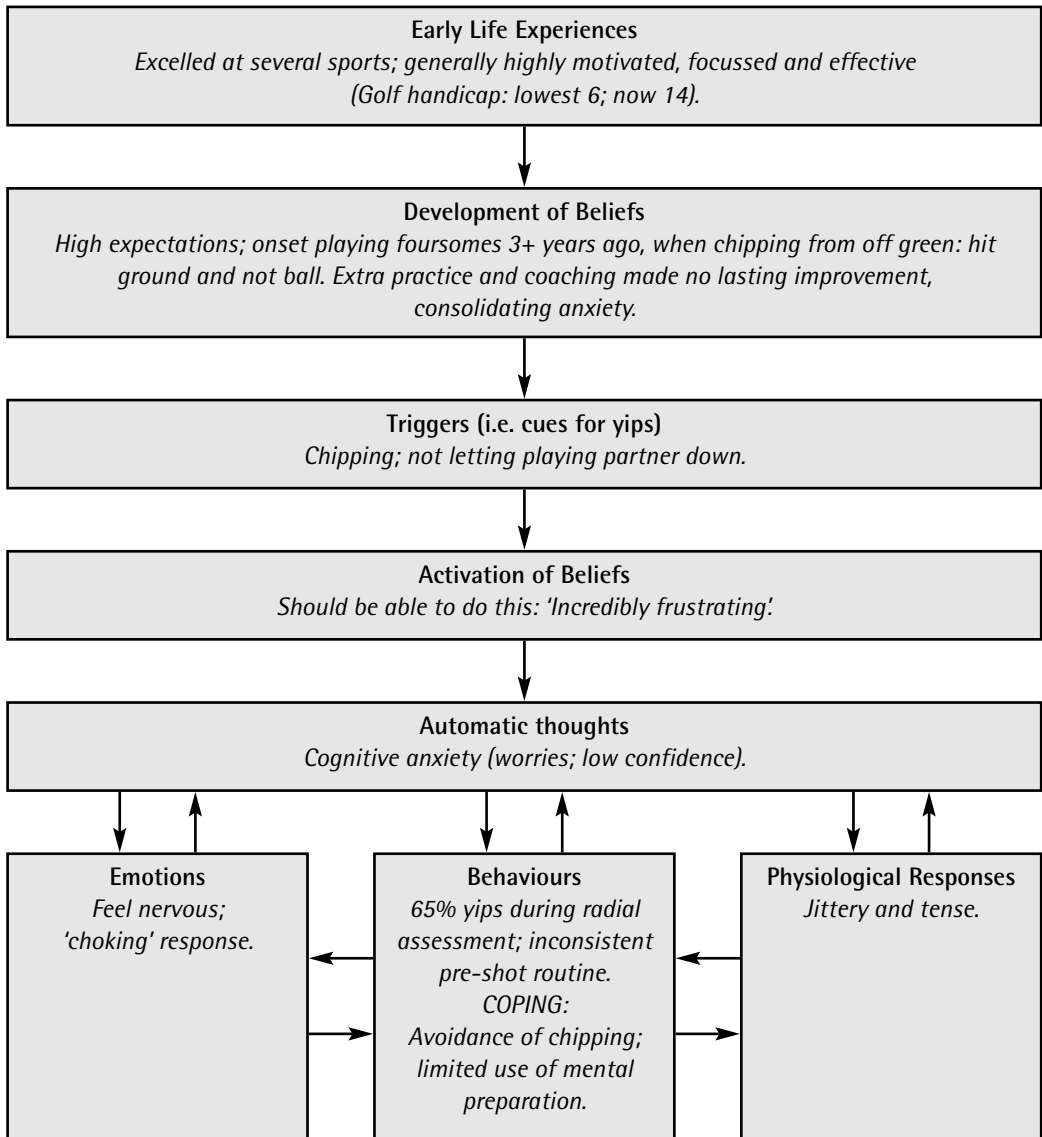 Early Life Experiences
Excelled at several sports; generally highly motivated, focussed and effective
(Golf handicap: lowest 6; now 14).
Development of Beliefs
High expectations; onset playing foursomes 3+ years ago, when chipping from off green: hit
ground and not ball. Extra practice and coaching made no lasting improvement,
consolidating anxiety.
Triggers (i.e. cues for yips)
Chipping; not letting playing partner down.
Activation of Beliefs
Should be able to do this: 'Incredibly frustrating'.
Automatic thoughts
Cognitive anxiety (worries; low confidence).
Emotions
Feel nervous;
'choking' response.
Behaviours
65% yips during radial
assessment; inconsistent
pre-shot routine.
COPING:
Avoidance of chipping;
limited use of mental
preparation.
Physiological Responses
Jittery and tense.